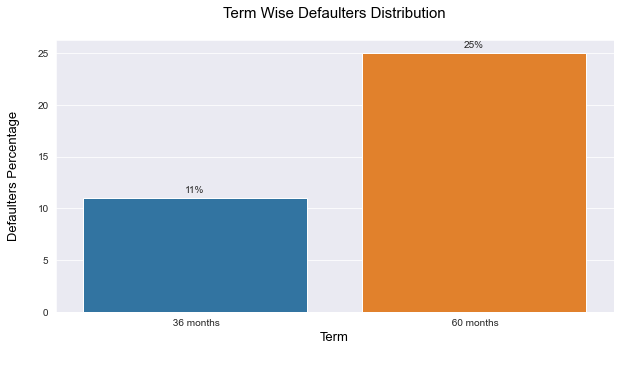 Term Wise Defaulters Distribution
Defaulters Percentage
25
20
15
10
5
0
11%
25%
36 months
60 months
Term